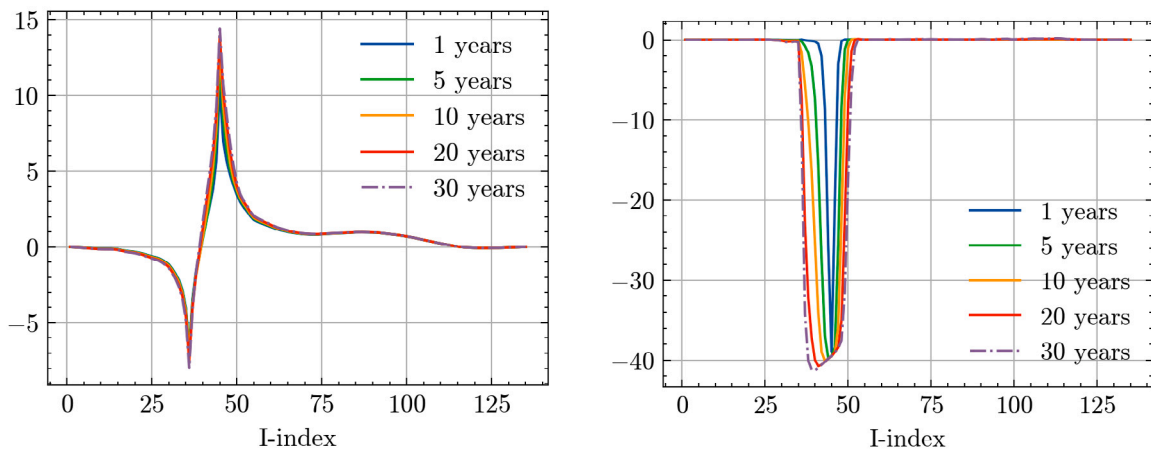 15
10
5
0
−5
1 ycars
5 years
10 years
20 years
30 years
0 25 50 75 100 125
I-index
0
−10
−20
−30
−40
1 years
5 years
10 years
20 years
30 years
0 25 50 75 100 125
I-index